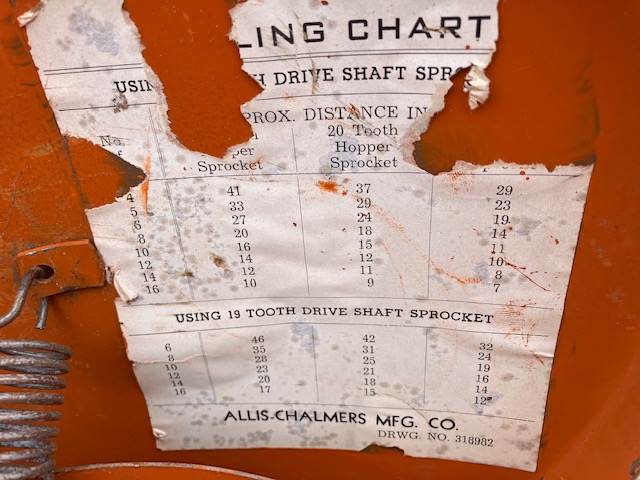 LING CHART
USIN H DRIVE SHAFT SPRO
PROX. DISTANCE IN
No. 20 Tooth
per Hopper
Sprocket Sprocket
4 41 37 29
5 33 29 23
6 27 24 19
8 20 18 14
10 16 15 11
12 14 12 10
14 12 11 8
16 10 9 7
USING 19 TOOTH DRIVE SHAFT SPROCKET
6 46 42 32
8 35 31 24
10 28 25 19
12 23 21 16
14 20 18 14
16 17 15 12
ALLIS-CHALMERS MFG. CO.
DRWG. NO. 318982